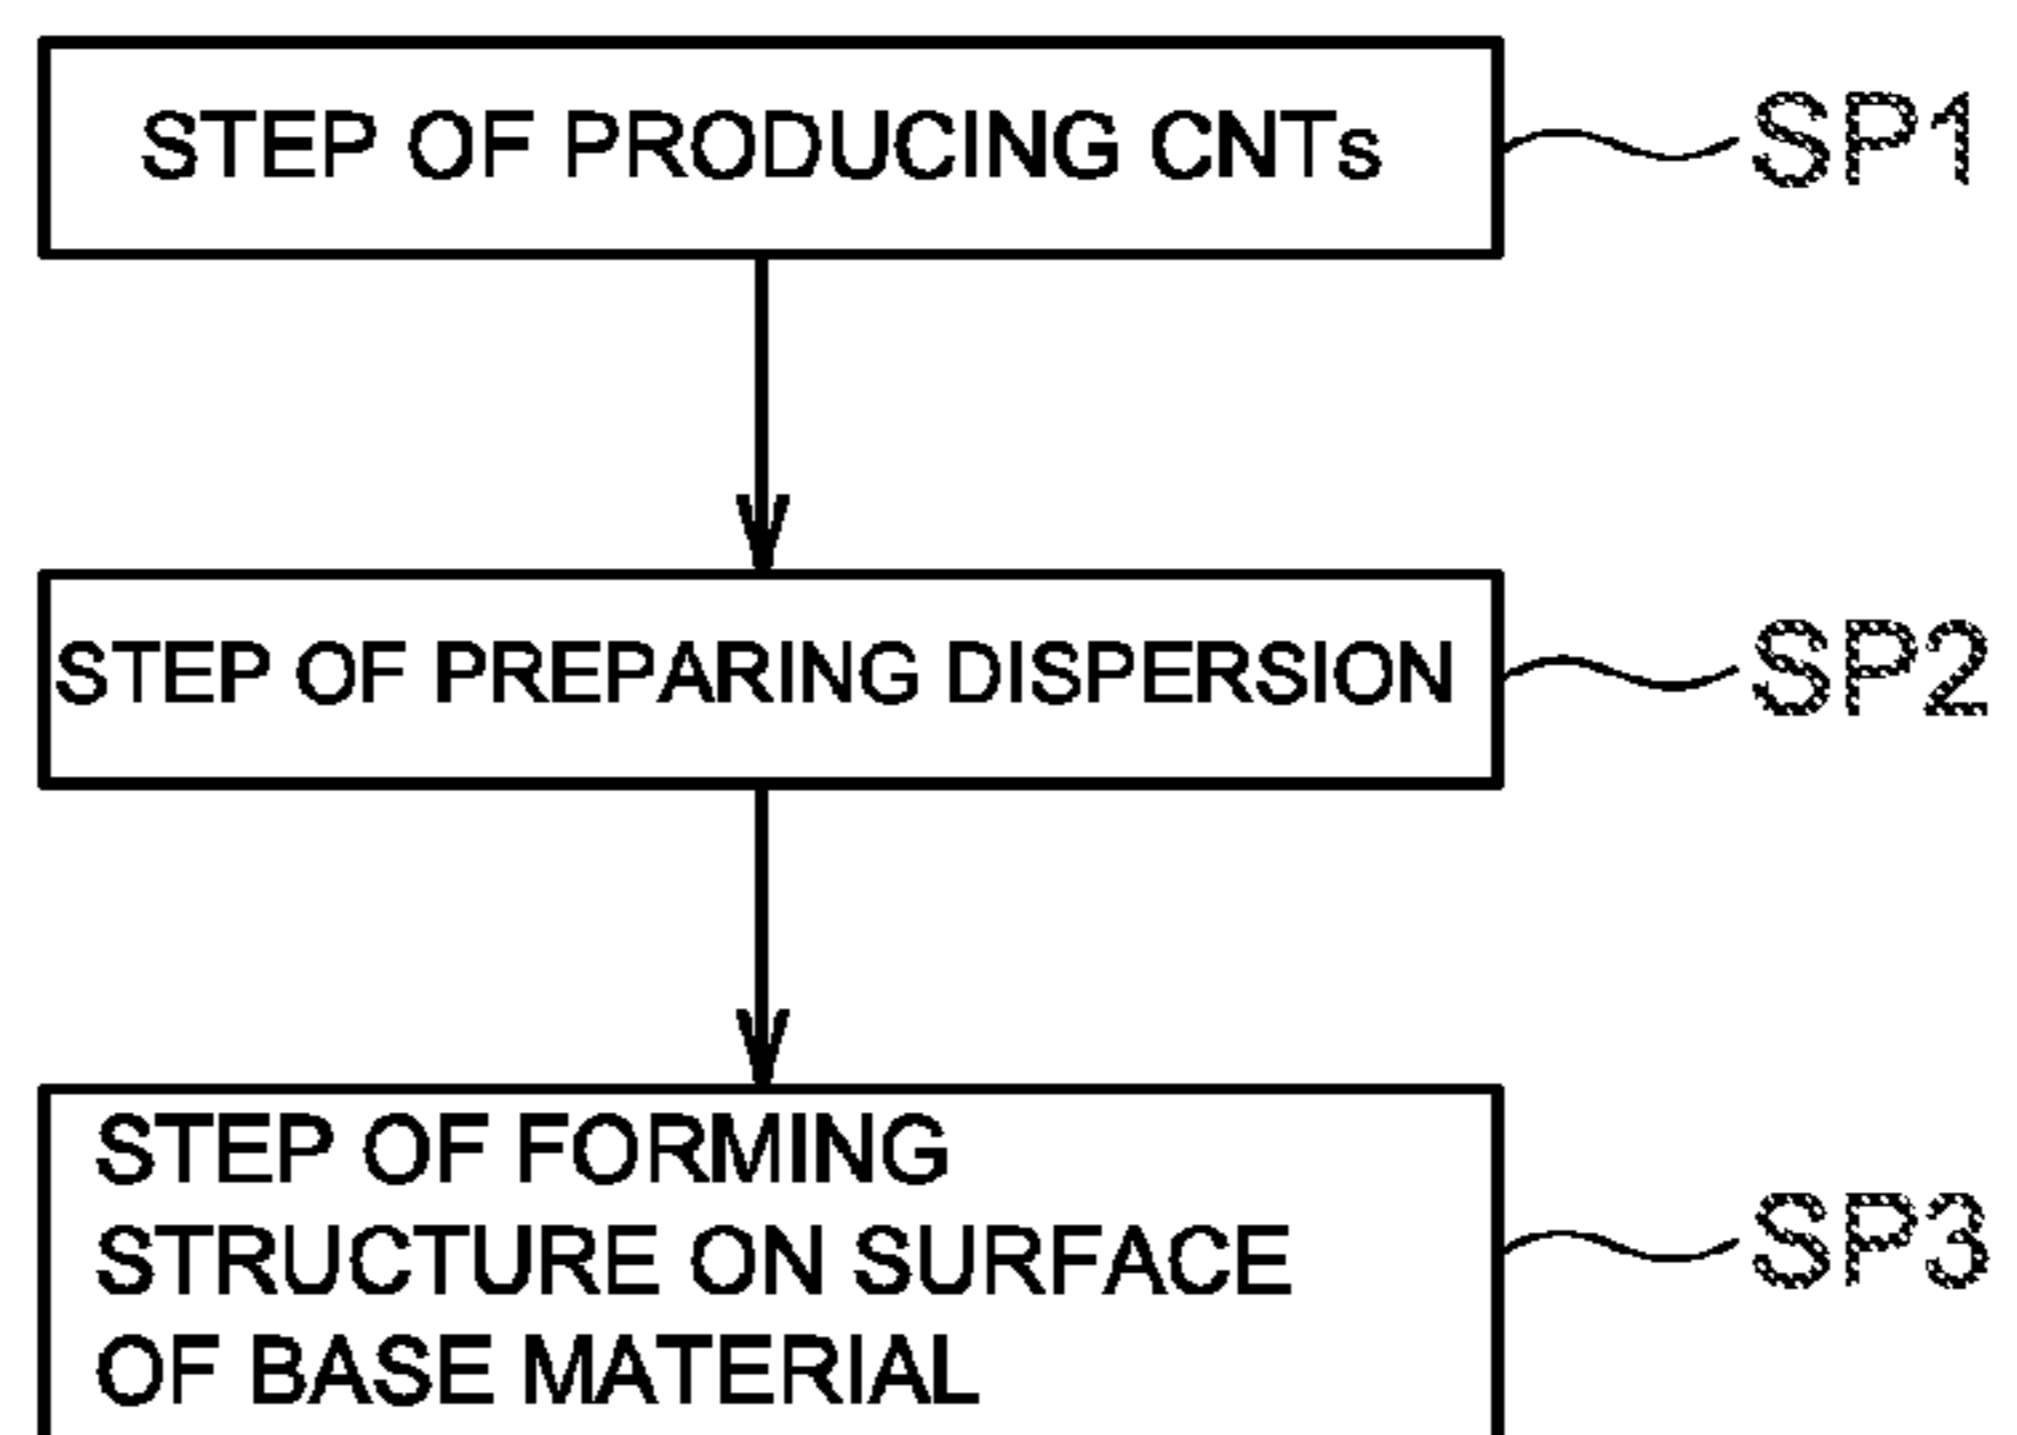 STEP OF PRODUCING CNTs SP1
STEP OF PREPARING DISPERSION SP2
STEP OF FORMING
STRUCTURE ON SURFACE SP3
OF BASE MATERIAL